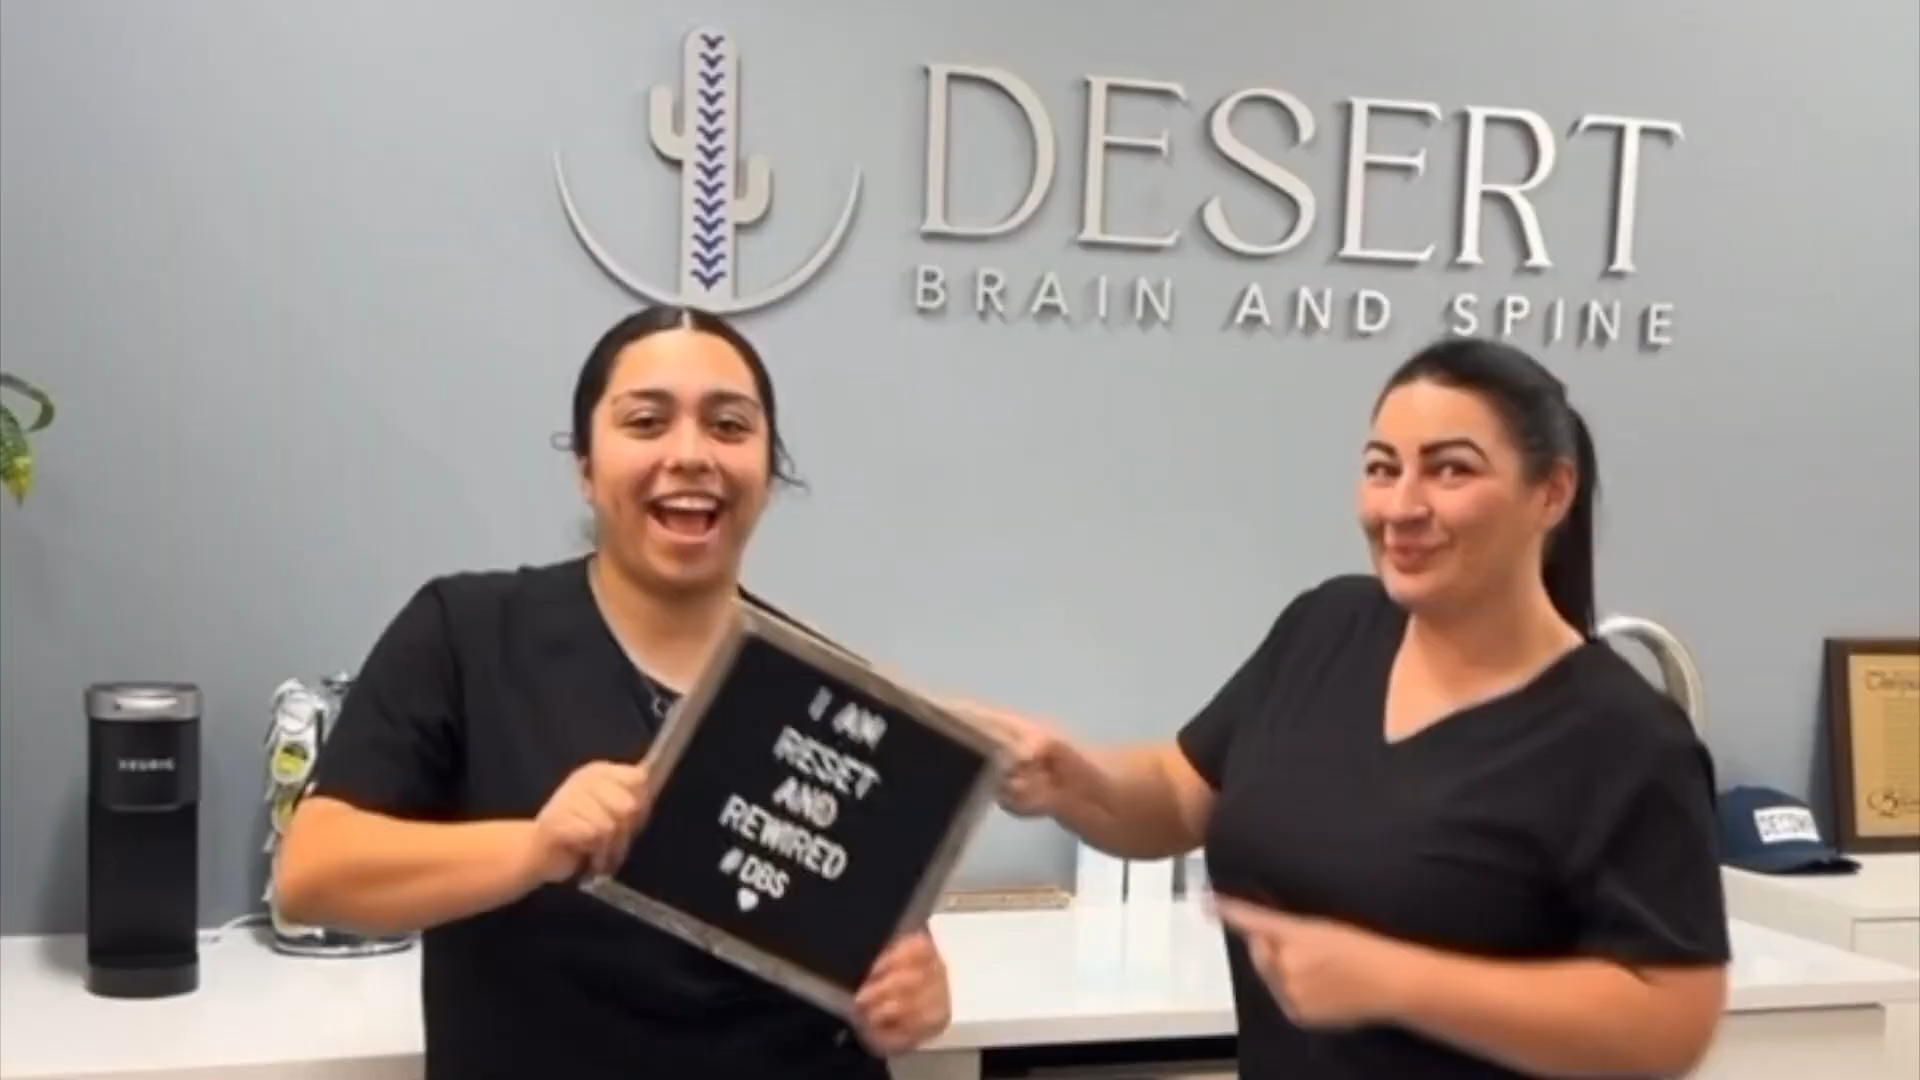 DESERT
BRAIN AND SPINE
I AM
RESET
AND
REWIRED
#DBS
KEURIG